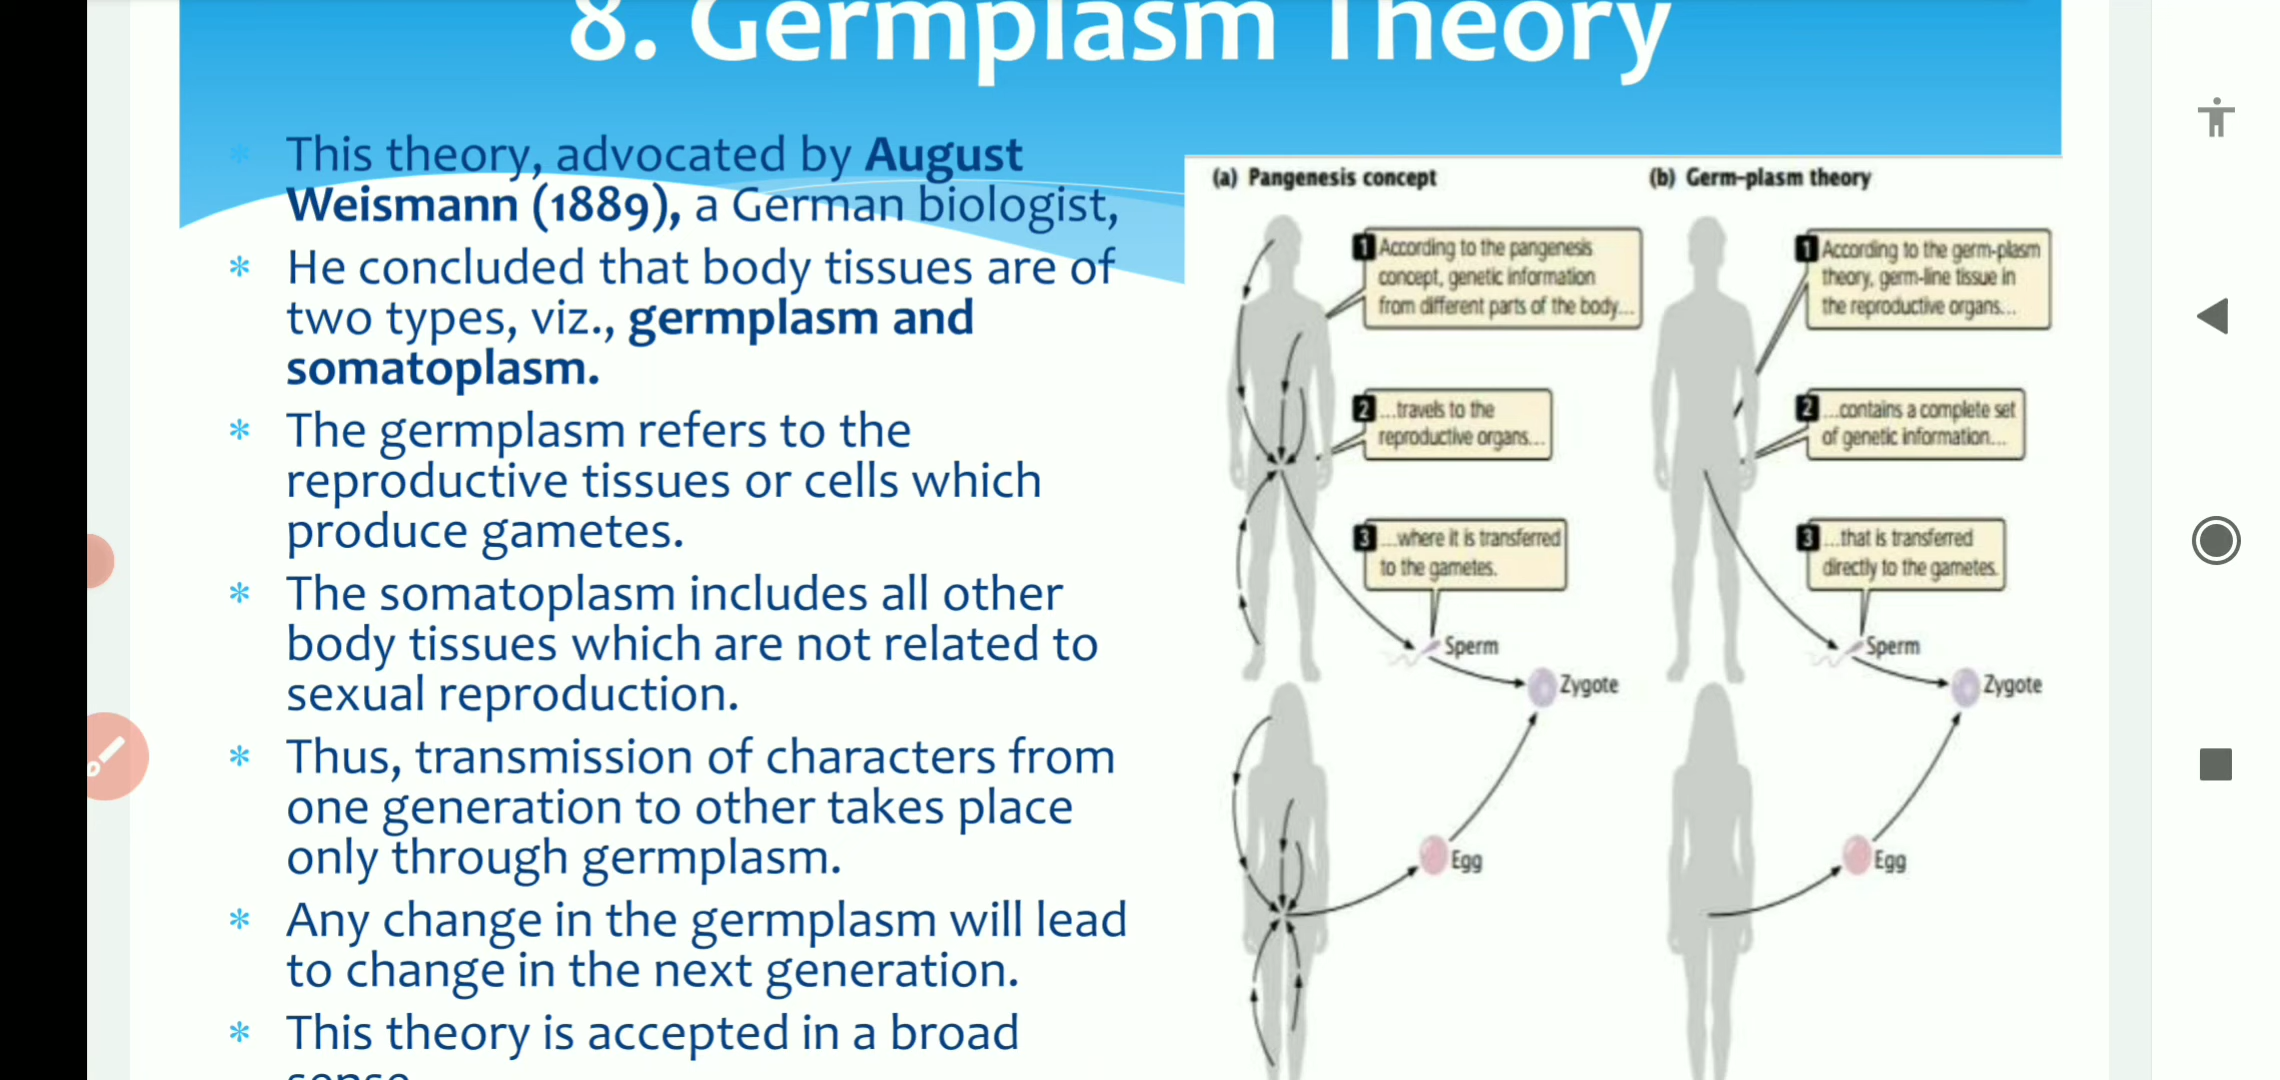 8. Germplasm Theory
* This theory, advocated by August
Weismann (1889), a German biologist,
* He concluded that body tissues are of
two types, viz., germplasm and
somatoplasm.
* The germplasm refers to the
reproductive tissues or cells which
produce gametes.
* The somatoplasm includes all other
body tissues which are not related to
sexual reproduction.
* Thus, transmission of characters from
one generation to other takes place
only through germplasm.
* Any change in the germplasm will lead
to change in the next generation.
* This theory is accepted in a broad
sense
(a) Pangenesis concept
1 According to the pangenesis
concept, genetic information
from different parts of the body...
2 ...travels to the
reproductive organs...
3 ...where it is transferred
to the gametes.
Sperm
Zygote
Egg
(b) Germ-plasm theory
1 According to the germ-plasm
theory, germ-line tissue in
the reproductive organs...
2 ...contains a complete set
of genetic information...
3 ...that is transferred
directly to the gametes.
Sperm
Zygote
Egg